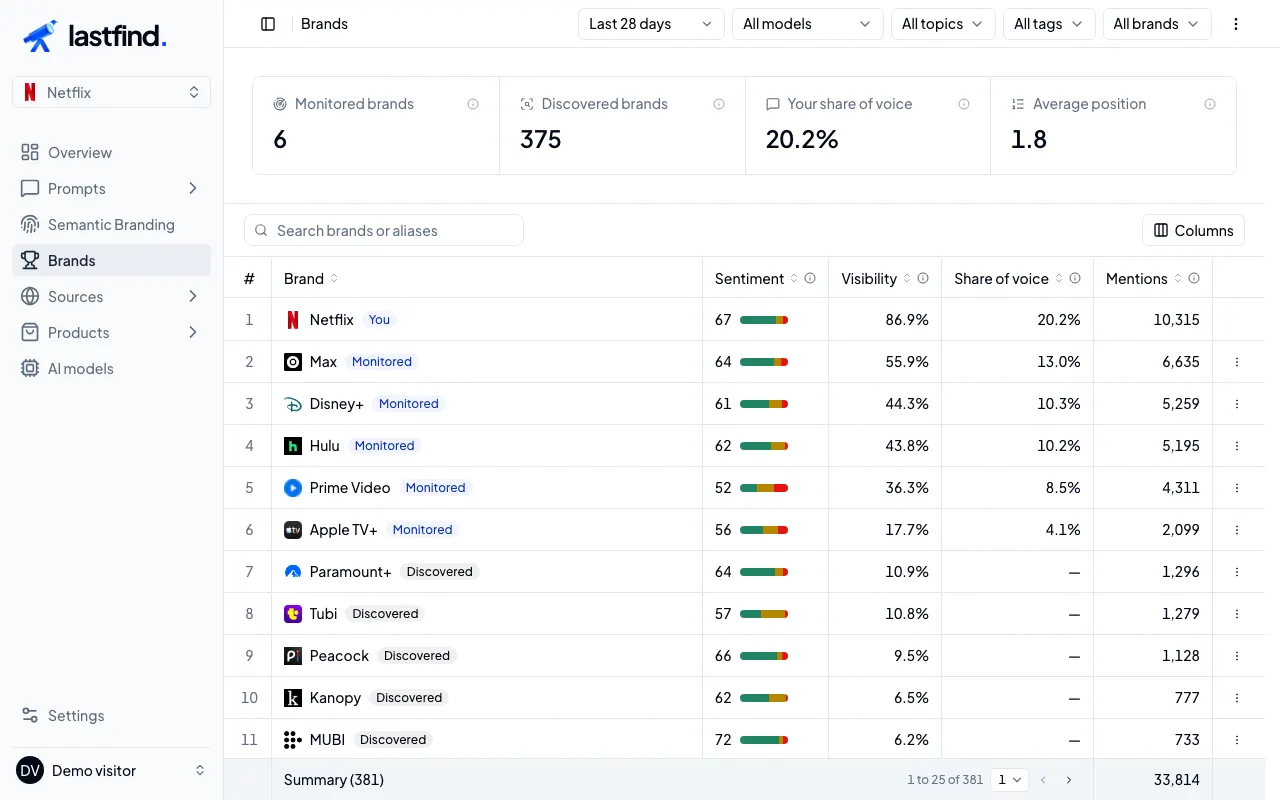 lastfind.
Brands
Last 28 days
All models
All topics
All tags
All brands
Netflix
Overview
Prompts
Semantic Branding
Brands
Sources
Products
AI models
Settings
DV Demo visitor
Monitored brands
6
Discovered brands
375
Your share of voice
20.2%
Average position
1.8
Search brands or aliases
Columns
# Brand Sentiment Visibility Share of voice Mentions
1 Netflix You 67 86.9% 20.2% 10,315
2 Max Monitored 64 55.9% 13.0% 6,635
3 Disney+ Monitored 61 44.3% 10.3% 5,259
4 Hulu Monitored 62 43.8% 10.2% 5,195
5 Prime Video Monitored 52 36.3% 8.5% 4,311
6 Apple TV+ Monitored 56 17.7% 4.1% 2,099
7 Paramount+ Discovered 64 10.9% — 1,296
8 Tubi Discovered 57 10.8% — 1,279
9 Peacock Discovered 66 9.5% — 1,128
10 Kanopy Discovered 62 6.5% — 777
11 MUBI Discovered 72 6.2% — 733
Summary (381) 1 to 25 of 381 1 33,814